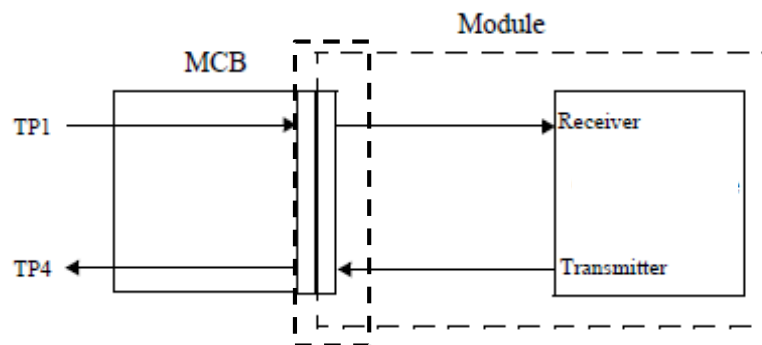 Module
MCB
TP1
Receiver
TP4
Transmitter